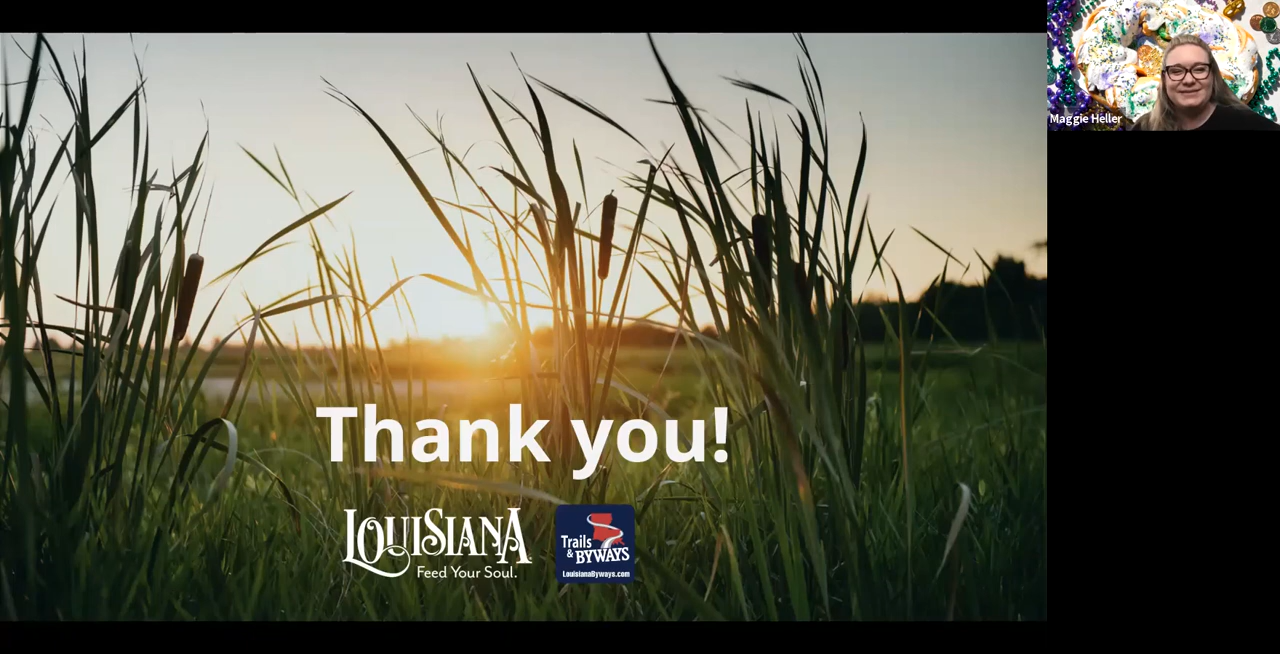 Maggie Heller
Thank you!
LOUISIANA
Feed Your Soul.
Trails
& BYWAYS
LouisianaByways.com